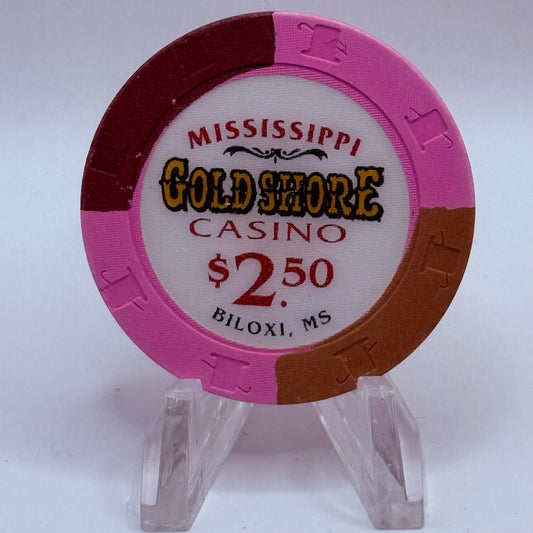 MISSISSIPPI
GOLD SHORE
CASINO
$2.50
BILOXI, MS